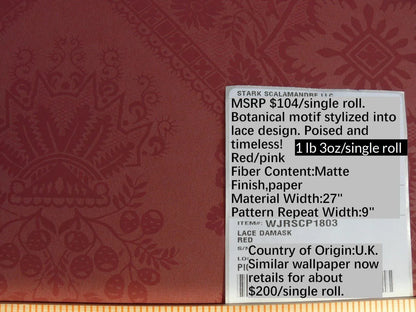 STARK SCALAMANDRE LLC
MSRP $104/single roll.
Botanical motif stylized into
lace design. Poised and
timeless!
1 lb 3oz/single roll
Red/pink
Fiber Content:Matte
Finish,paper
Material Width:27"
Pattern Repeat Width:9"
ITEM#: WJRSCP1803
LACE DAMASK
RED
Country of Origin:U.K.
Similar wallpaper now
retails for about
$200/single roll.